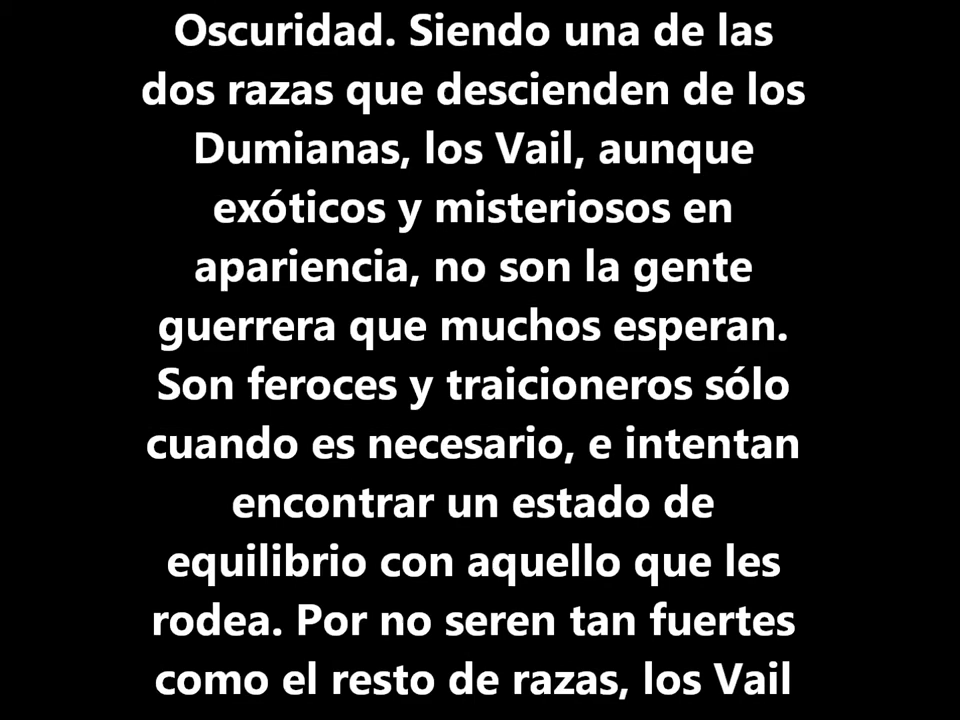 Oscuridad. Siendo una de las
dos razas que descienden de los
Dumianas, los Vail, aunque
exóticos y misteriosos en
apariencia, no son la gente
guerrera que muchos esperan.
Son feroces y traicioneros sólo
cuando es necesario, e intentan
encontrar un estado de
equilibrio con aquello que les
rodea. Por no seren tan fuertes
como el resto de razas, los Vail